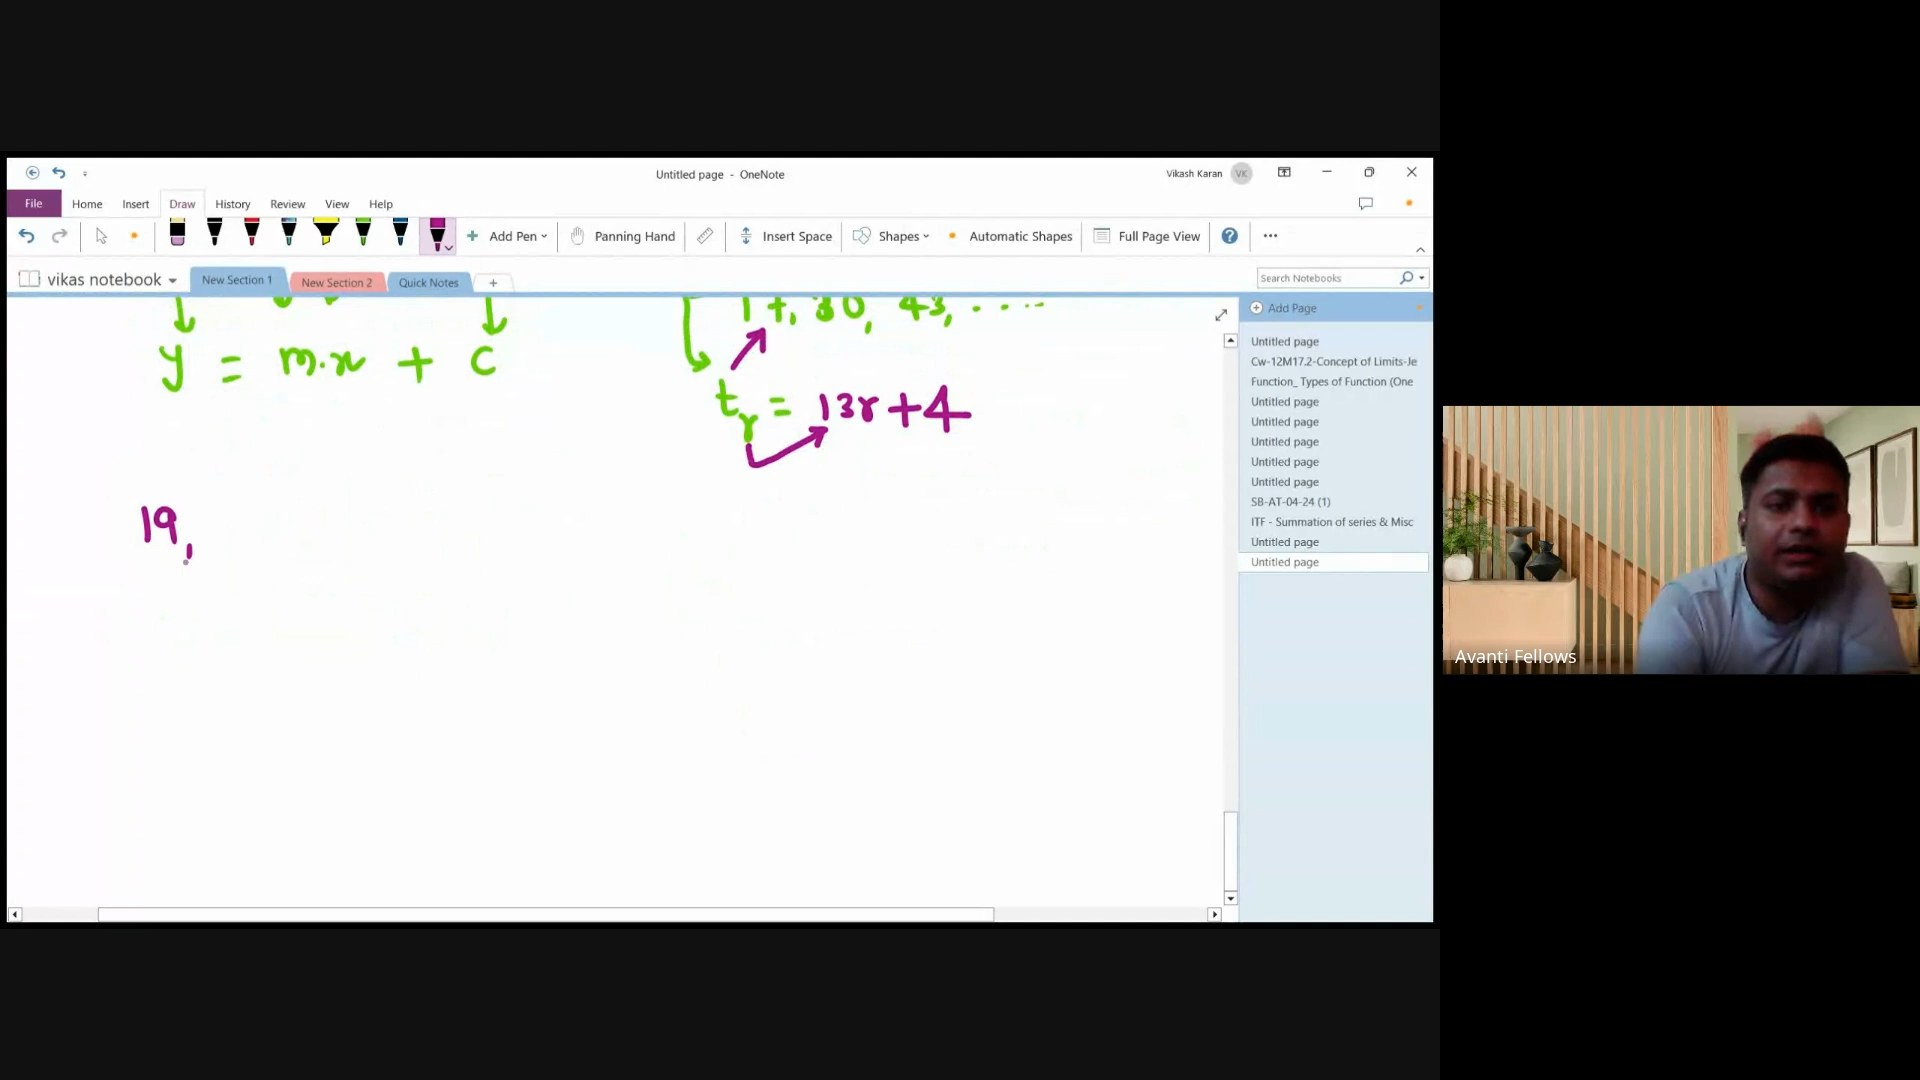 Untitled page - OneNote
Vikash Karan VK
File Home Insert Draw History Review View Help
Add Pen Panning Hand Insert Space Shapes Automatic Shapes Full Page View
vikas notebook New Section 1 New Section 2 Quick Notes
Search Notebooks
Add Page
Untitled page
Cw-12M17.2-Concept of Limits-Je
Function_ Types of Function (One
Untitled page
Untitled page
Untitled page
Untitled page
Untitled page
SB-AT-04-24 (1)
ITF - Summation of series & Misc
Untitled page
Untitled page
17, 30, 43, ....
y = m.x + c
tr = 13r + 4
19,
Avanti Fellows